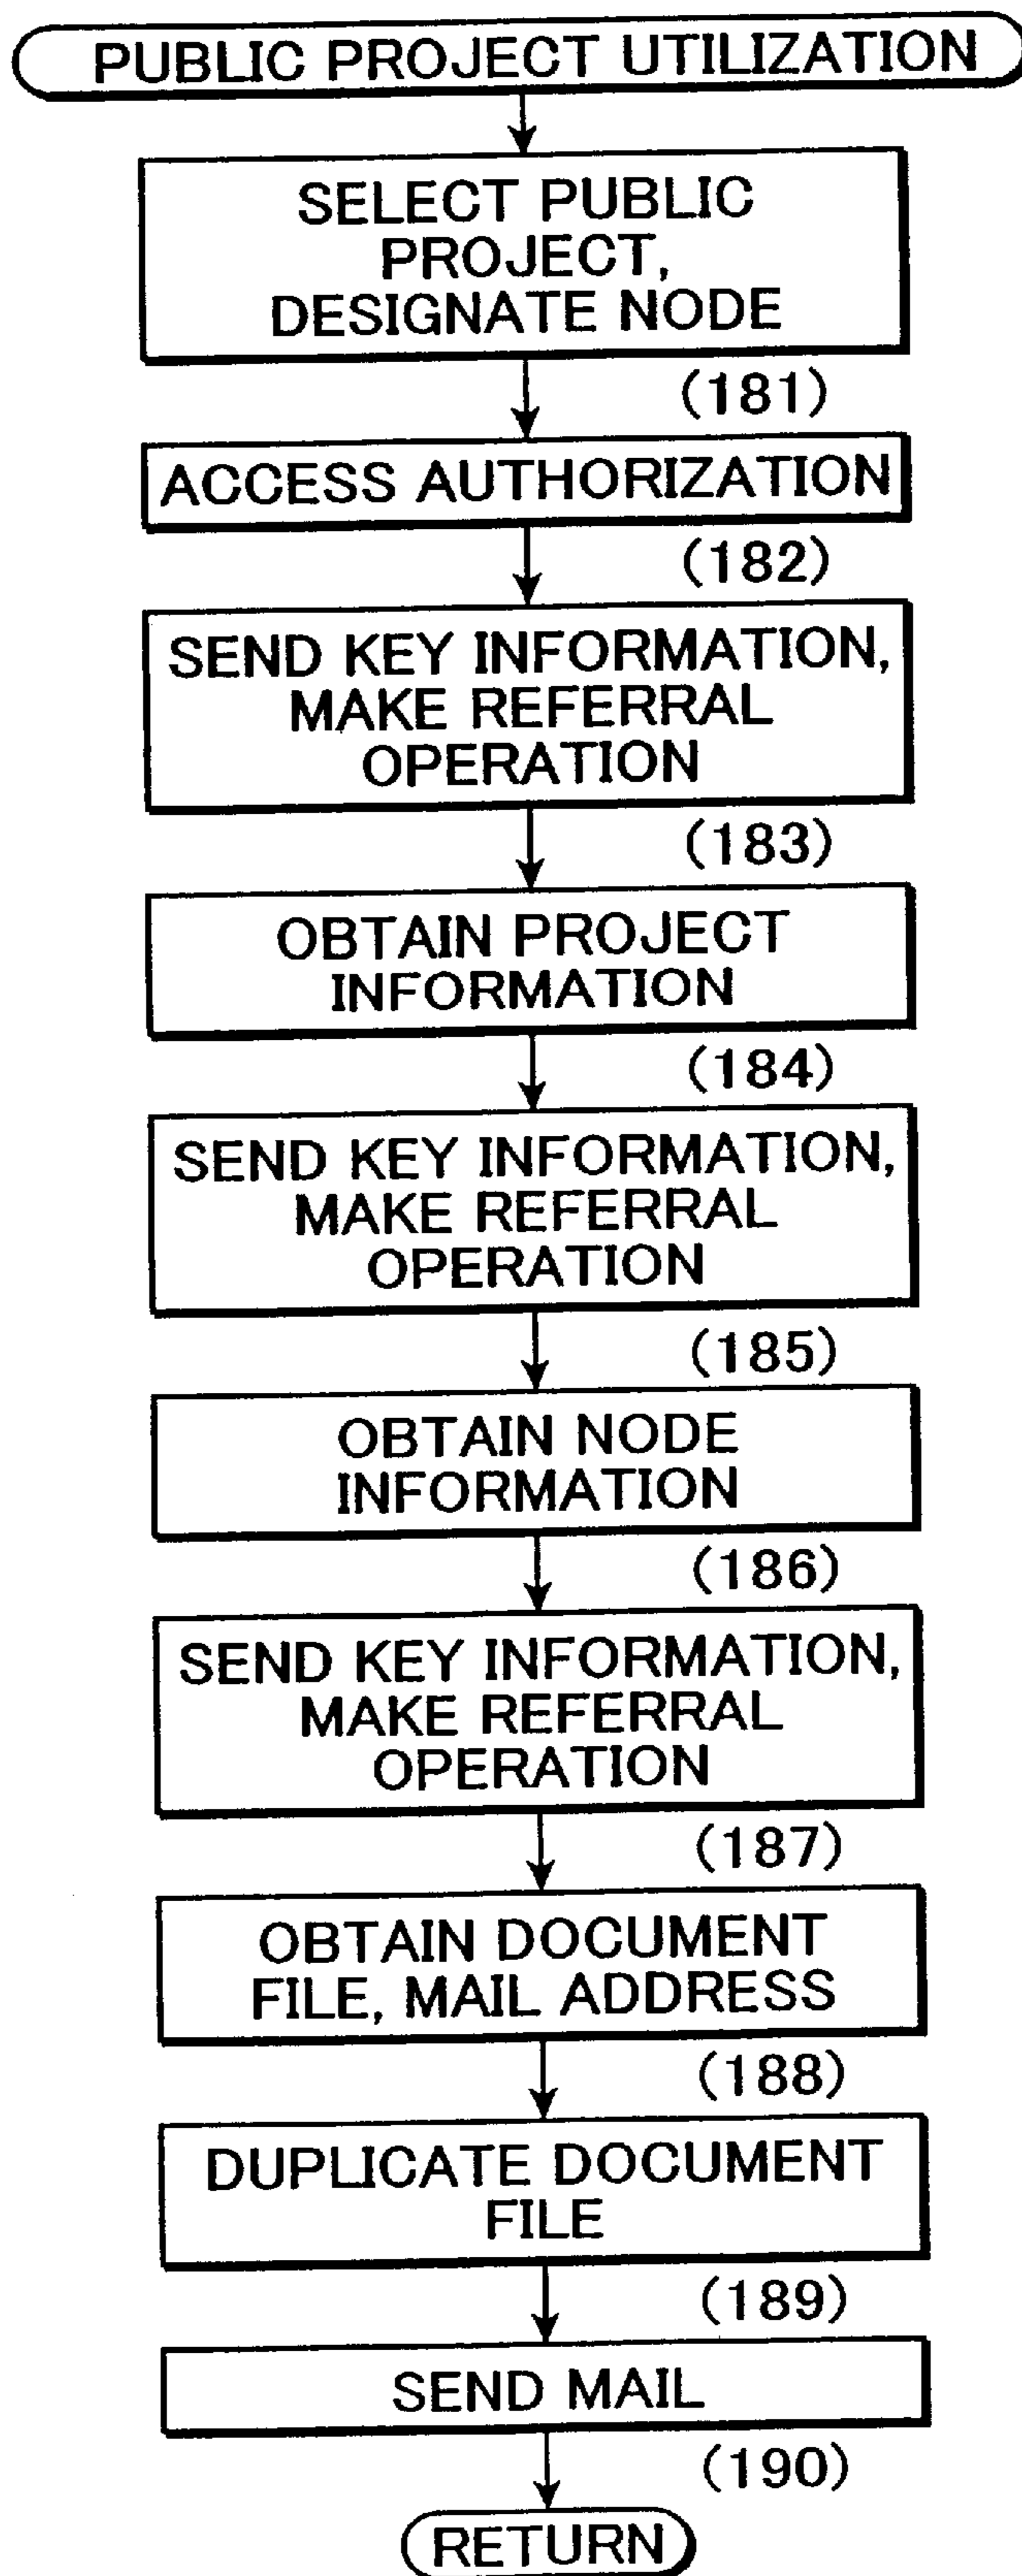 PUBLIC PROJECT UTILIZATION
SELECT PUBLIC
PROJECT,
DESIGNATE NODE
(181)
ACCESS AUTHORIZATION
(182)
SEND KEY INFORMATION,
MAKE REFERRAL
OPERATION
(183)
OBTAIN PROJECT
INFORMATION
(184)
SEND KEY INFORMATION,
MAKE REFERRAL
OPERATION
(185)
OBTAIN NODE
INFORMATION
(186)
SEND KEY INFORMATION,
MAKE REFERRAL
OPERATION
(187)
OBTAIN DOCUMENT
FILE, MAIL ADDRESS
(188)
DUPLICATE DOCUMENT
FILE
(189)
SEND MAIL
(190)
RETURN